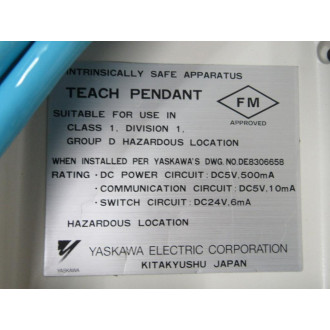 INTRINSICALLY SAFE APPARATUS
TEACH PENDANT
FM
APPROVED
SUITABLE FOR USE IN
CLASS 1, DIVISION 1,
GROUP D HAZARDOUS LOCATION
WHEN INSTALLED PER YASKAWA'S DWG.NO.DE8306658
RATING · DC POWER CIRCUIT : DC5V, 500mA
· COMMUNICATION CIRCUIT : DC5V, 10mA
· SWITCH CIRCUIT : DC24V, 6mA
HAZARDOUS LOCATION
YASKAWA
YASKAWA ELECTRIC CORPORATION
KITAKYUSHU JAPAN